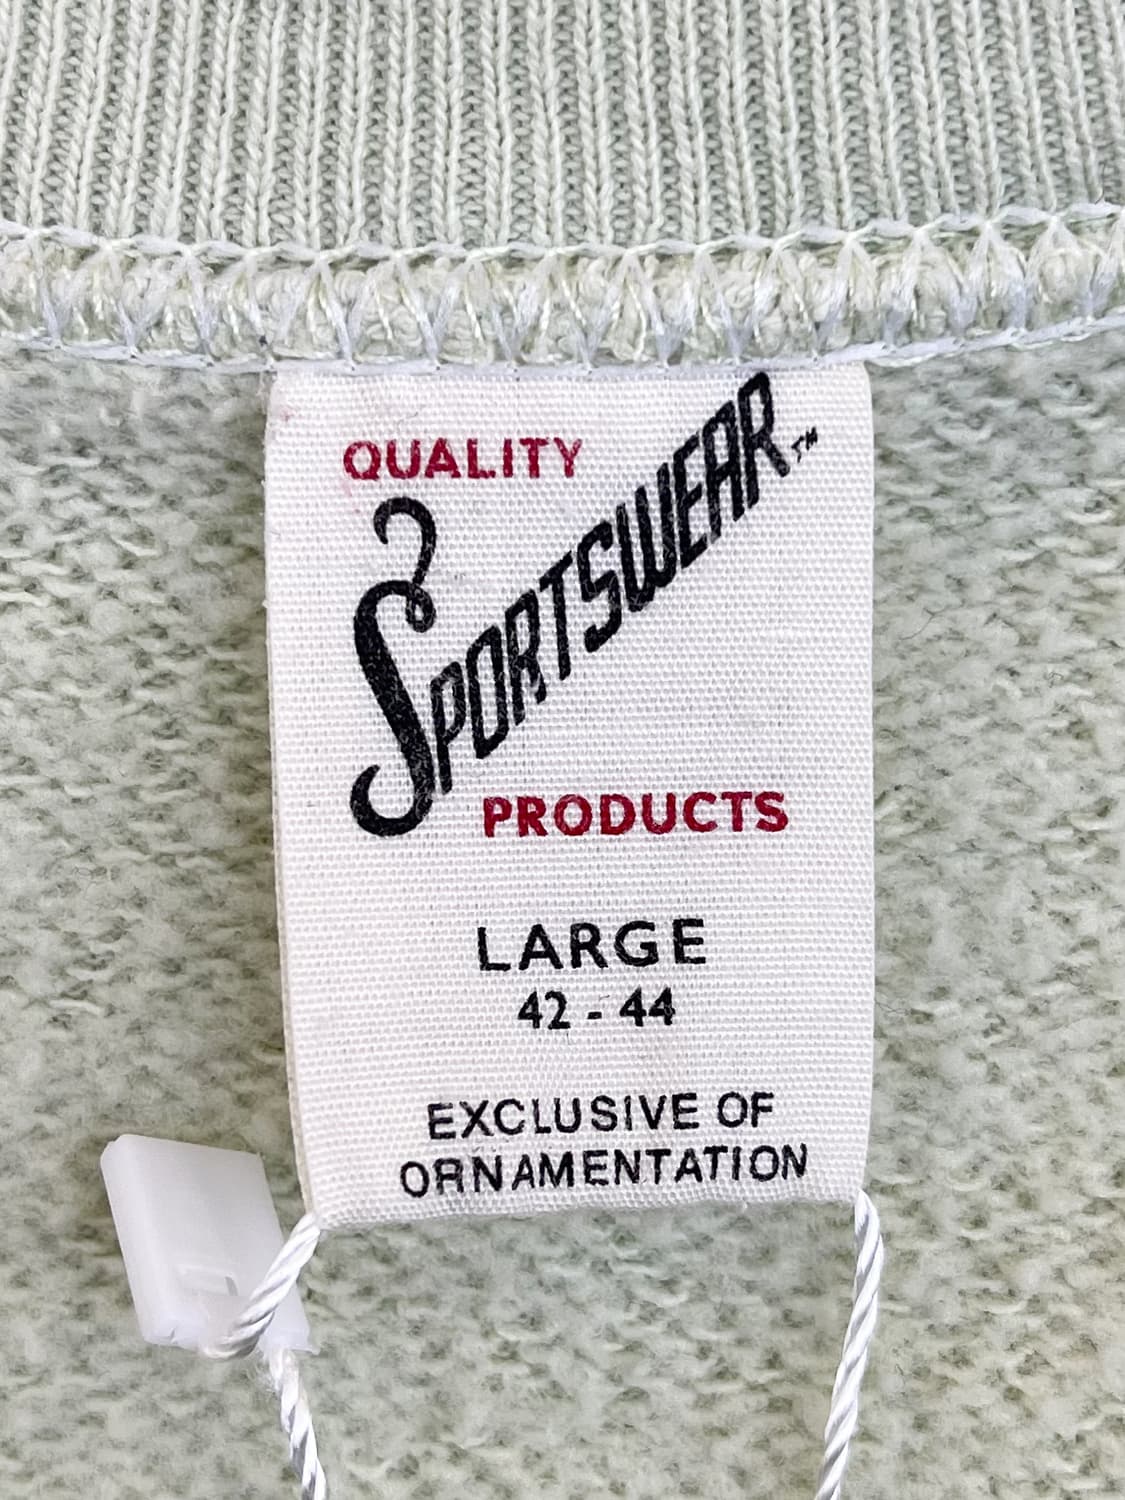 QUALITY
SPORTSWEAR™
PRODUCTS
LARGE
42 - 44
EXCLUSIVE OF
ORNAMENTATION